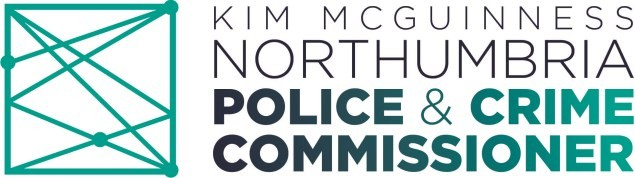 KIM MCGUINNESS
NORTHUMBRIA
POLICE & CRIME
COMMISSIONER